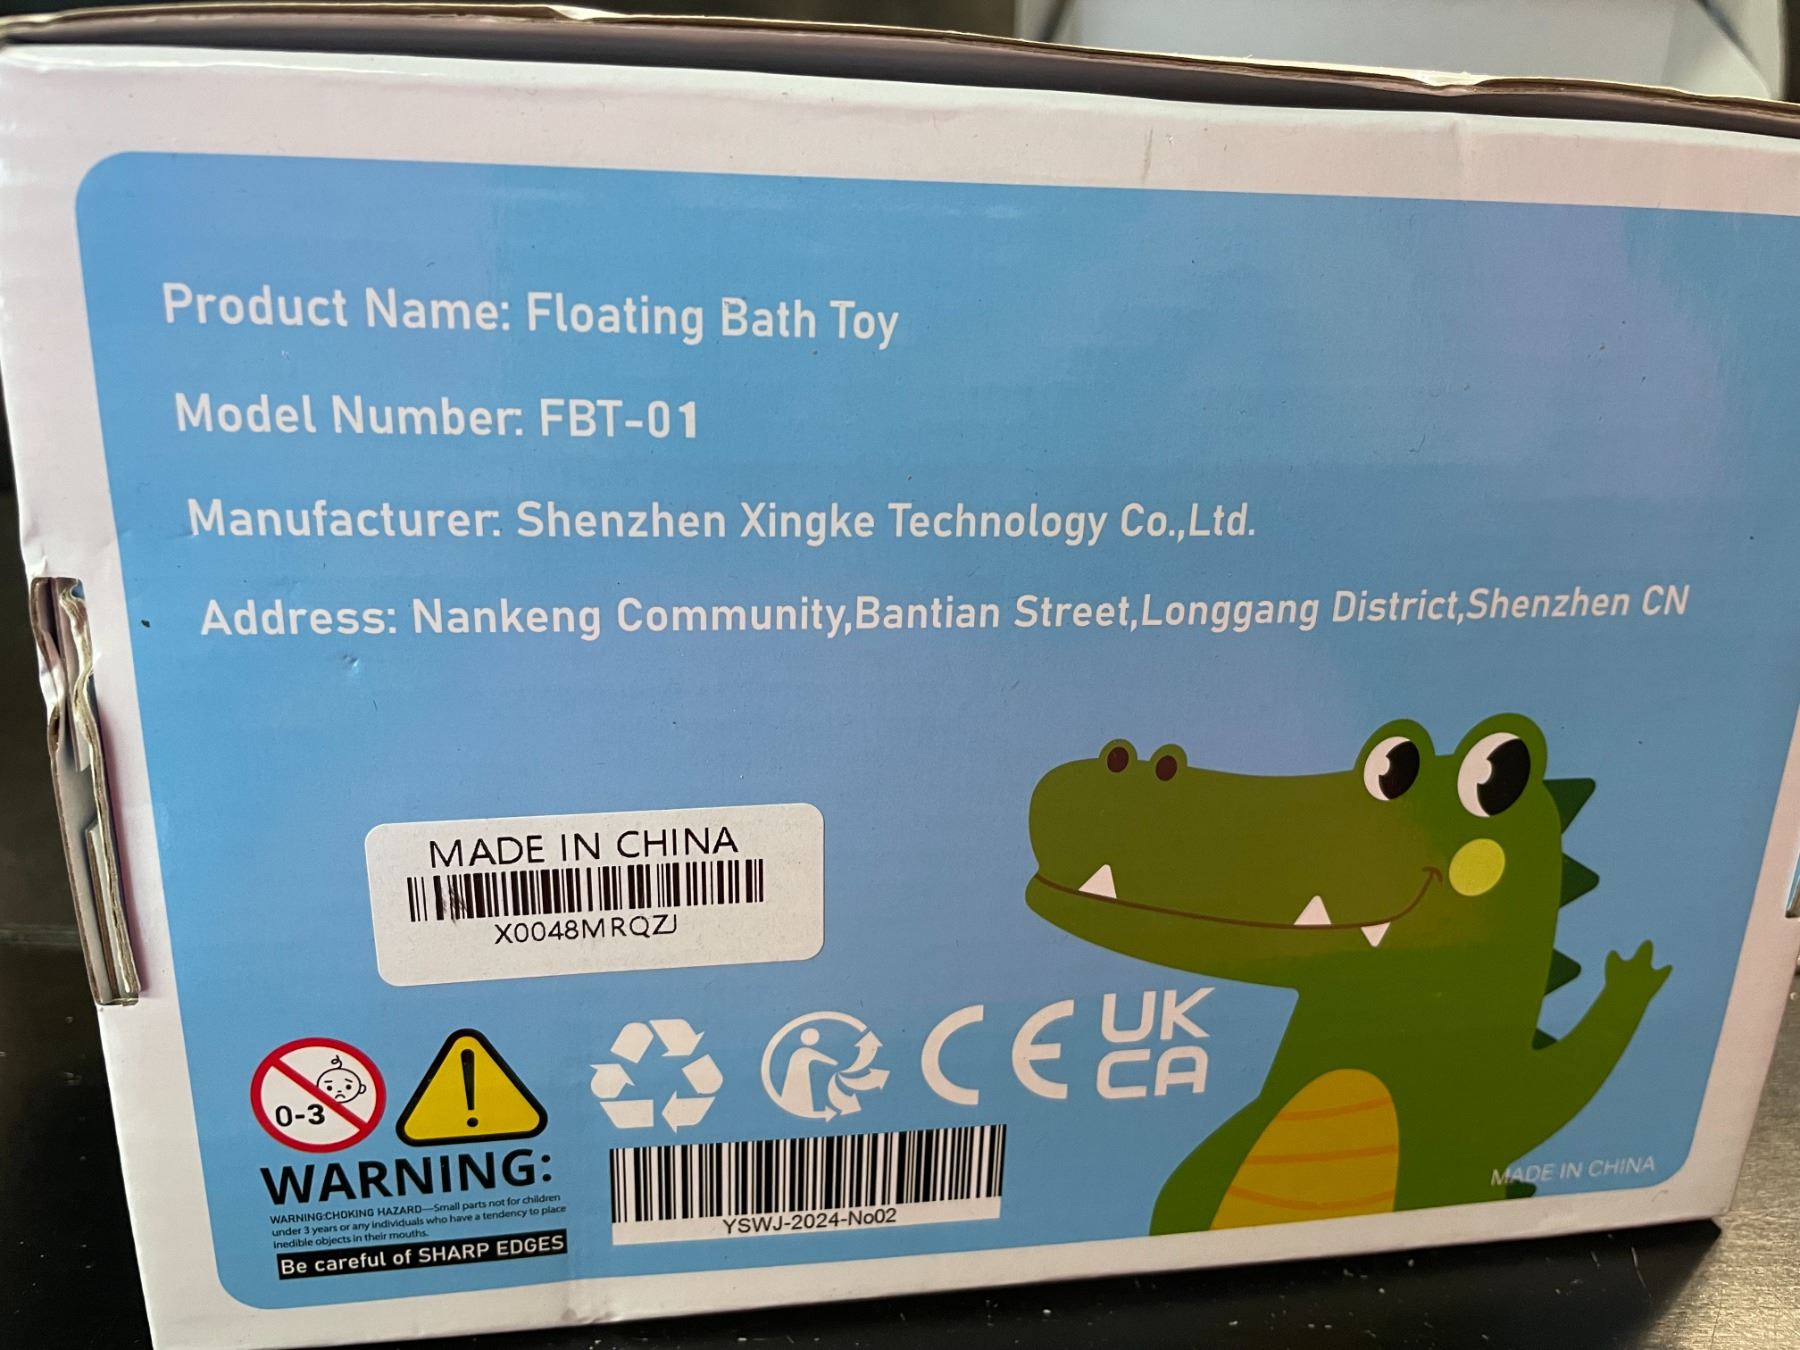 Product Name: Floating Bath Toy
Model Number: FBT-01
Manufacturer: Shenzhen Xingke Technology Co.,Ltd.
Address: Nankeng Community,Bantian Street,Longgang District,Shenzhen CN
MADE IN CHINA
X0048MRQZJ
0-3
CE
UK
CA
WARNING:
WARNING:CHOKING HAZARD—Small parts not for children
under 3 years or any individuals who have a tendency to place
inedible objects in their mouths.
Be careful of SHARP EDGES
YSWJ-2024-No02
MADE IN CHINA